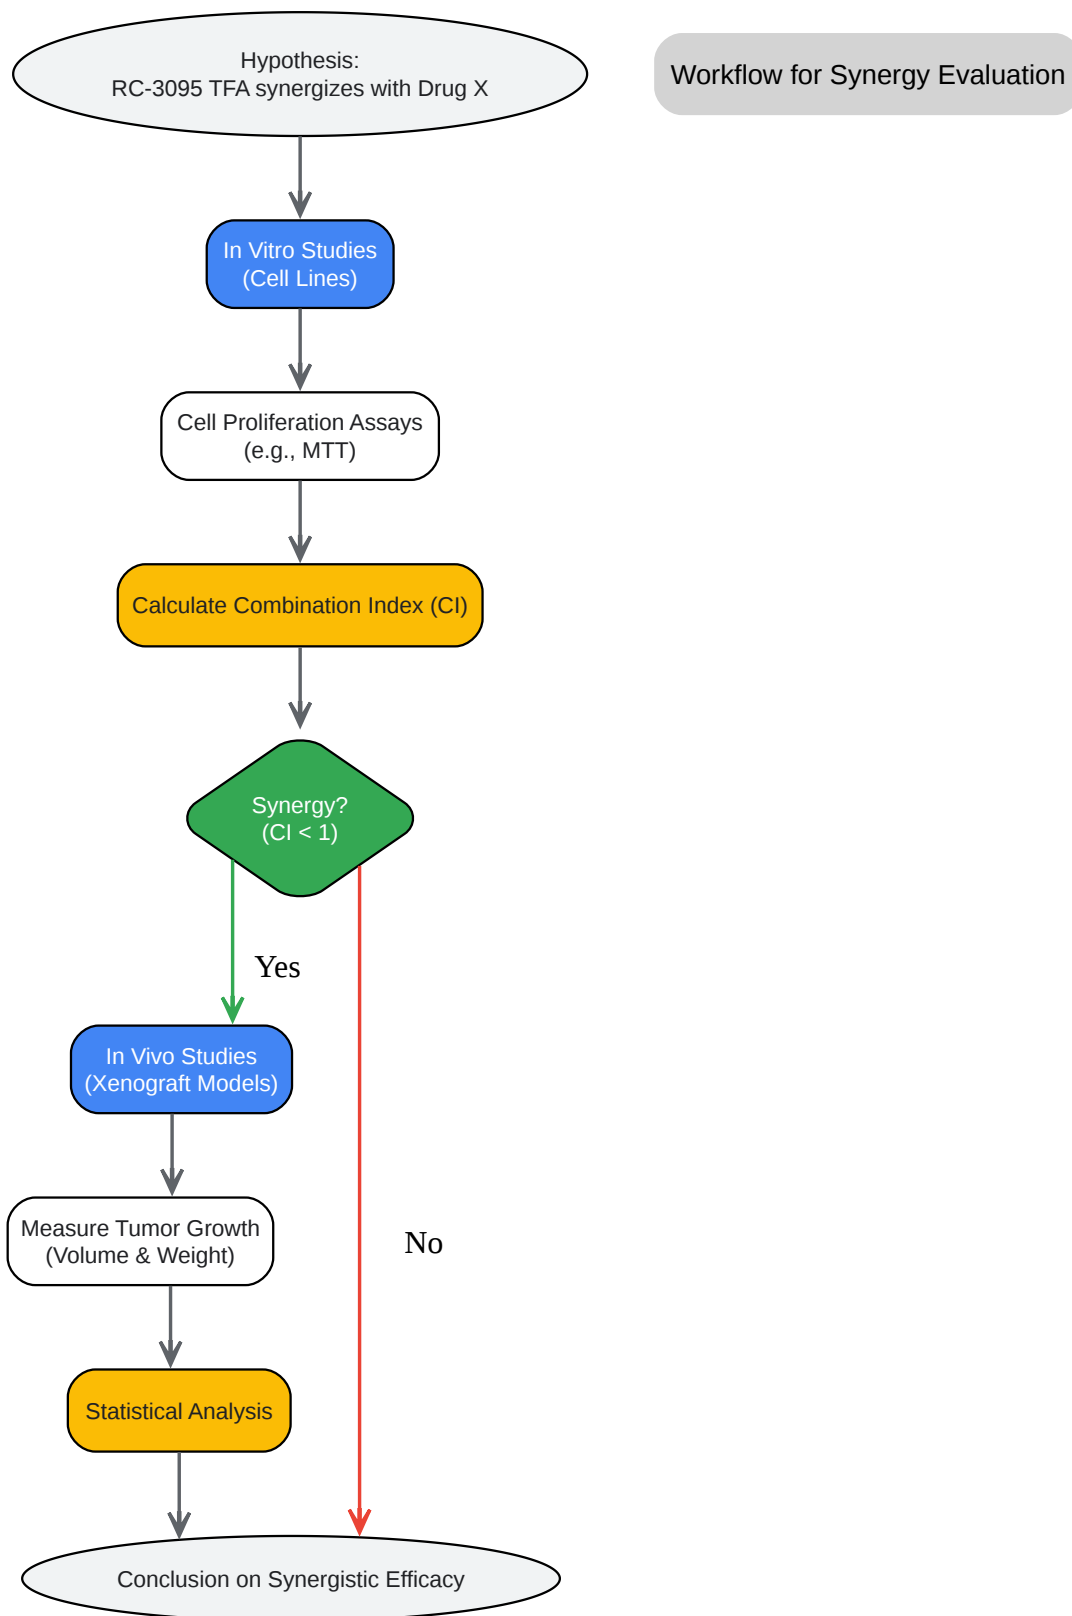 Hypothesis:
RC-3095 TFA synergizes with Drug X
Workflow for Synergy Evaluation
In Vitro Studies
(Cell Lines)
Cell Proliferation Assays
(e.g., MTT)
Calculate Combination Index (CI)
Synergy?
(CI < 1)
Yes
In Vivo Studies
(Xenograft Models)
Measure Tumor Growth
(Volume & Weight)
No
Statistical Analysis
Conclusion on Synergistic Efficacy